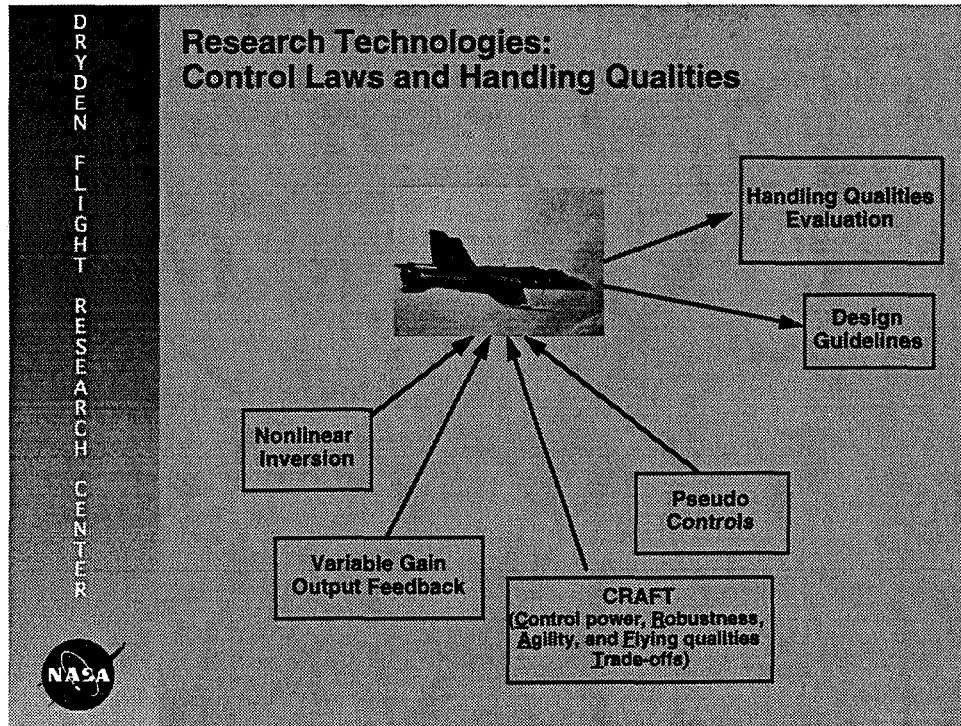 DRYDEN FLIGHT RESEARCH CENTER
Research Technologies:
Control Laws and Handling Qualities
Handling Qualities
Evaluation
Design
Guidelines
Nonlinear
Inversion
Pseudo
Controls
Variable Gain
Output Feedback
CRAFT
(Control power, Robustness,
Agility, and Flying qualities
Trade-offs)
NASA